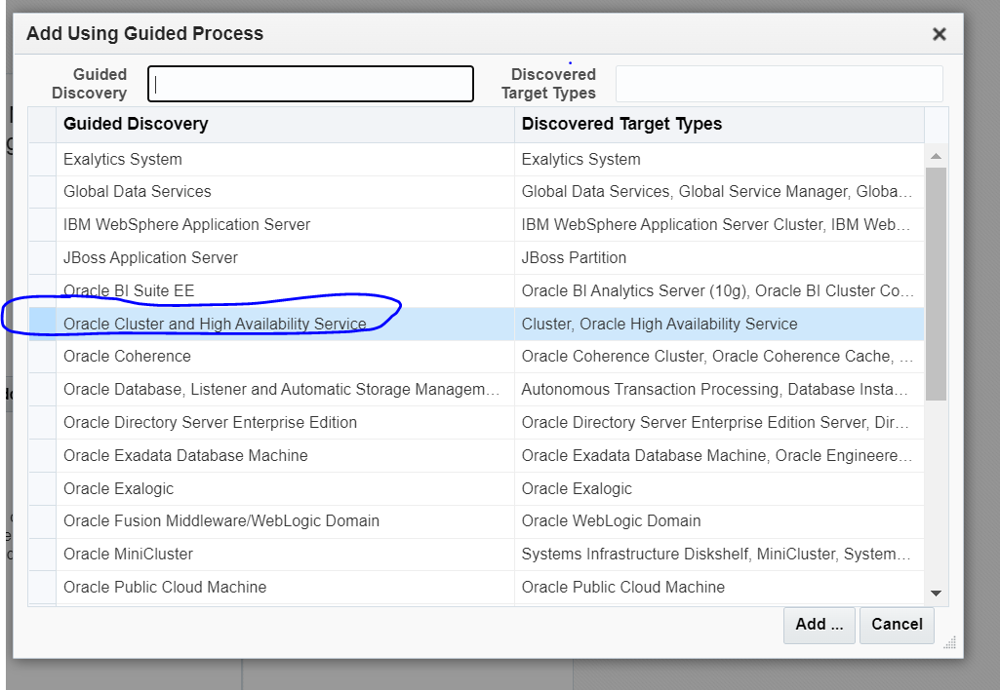 Add Using Guided Process
Guided Discovery
Discovered Target Types
Guided Discovery Discovered Target Types
Exalytics System Exalytics System
Global Data Services Global Data Services, Global Service Manager, Globa...
IBM WebSphere Application Server IBM WebSphere Application Server Cluster, IBM Web...
JBoss Application Server JBoss Partition
Oracle BI Suite EE Oracle BI Analytics Server (10g), Oracle BI Cluster Co...
Oracle Cluster and High Availability Service Cluster, Oracle High Availability Service
Oracle Coherence Oracle Coherence Cluster, Oracle Coherence Cache, ...
Oracle Database, Listener and Automatic Storage Managem... Autonomous Transaction Processing, Database Insta...
Oracle Directory Server Enterprise Edition Oracle Directory Server Enterprise Edition Server, Dir...
Oracle Exadata Database Machine Oracle Exadata Database Machine, Oracle Engineere...
Oracle Exalogic Oracle Exalogic
Oracle Fusion Middleware/WebLogic Domain Oracle WebLogic Domain
Oracle MiniCluster Systems Infrastructure Diskshelf, MiniCluster, System...
Oracle Public Cloud Machine Oracle Public Cloud Machine
Add ... Cancel